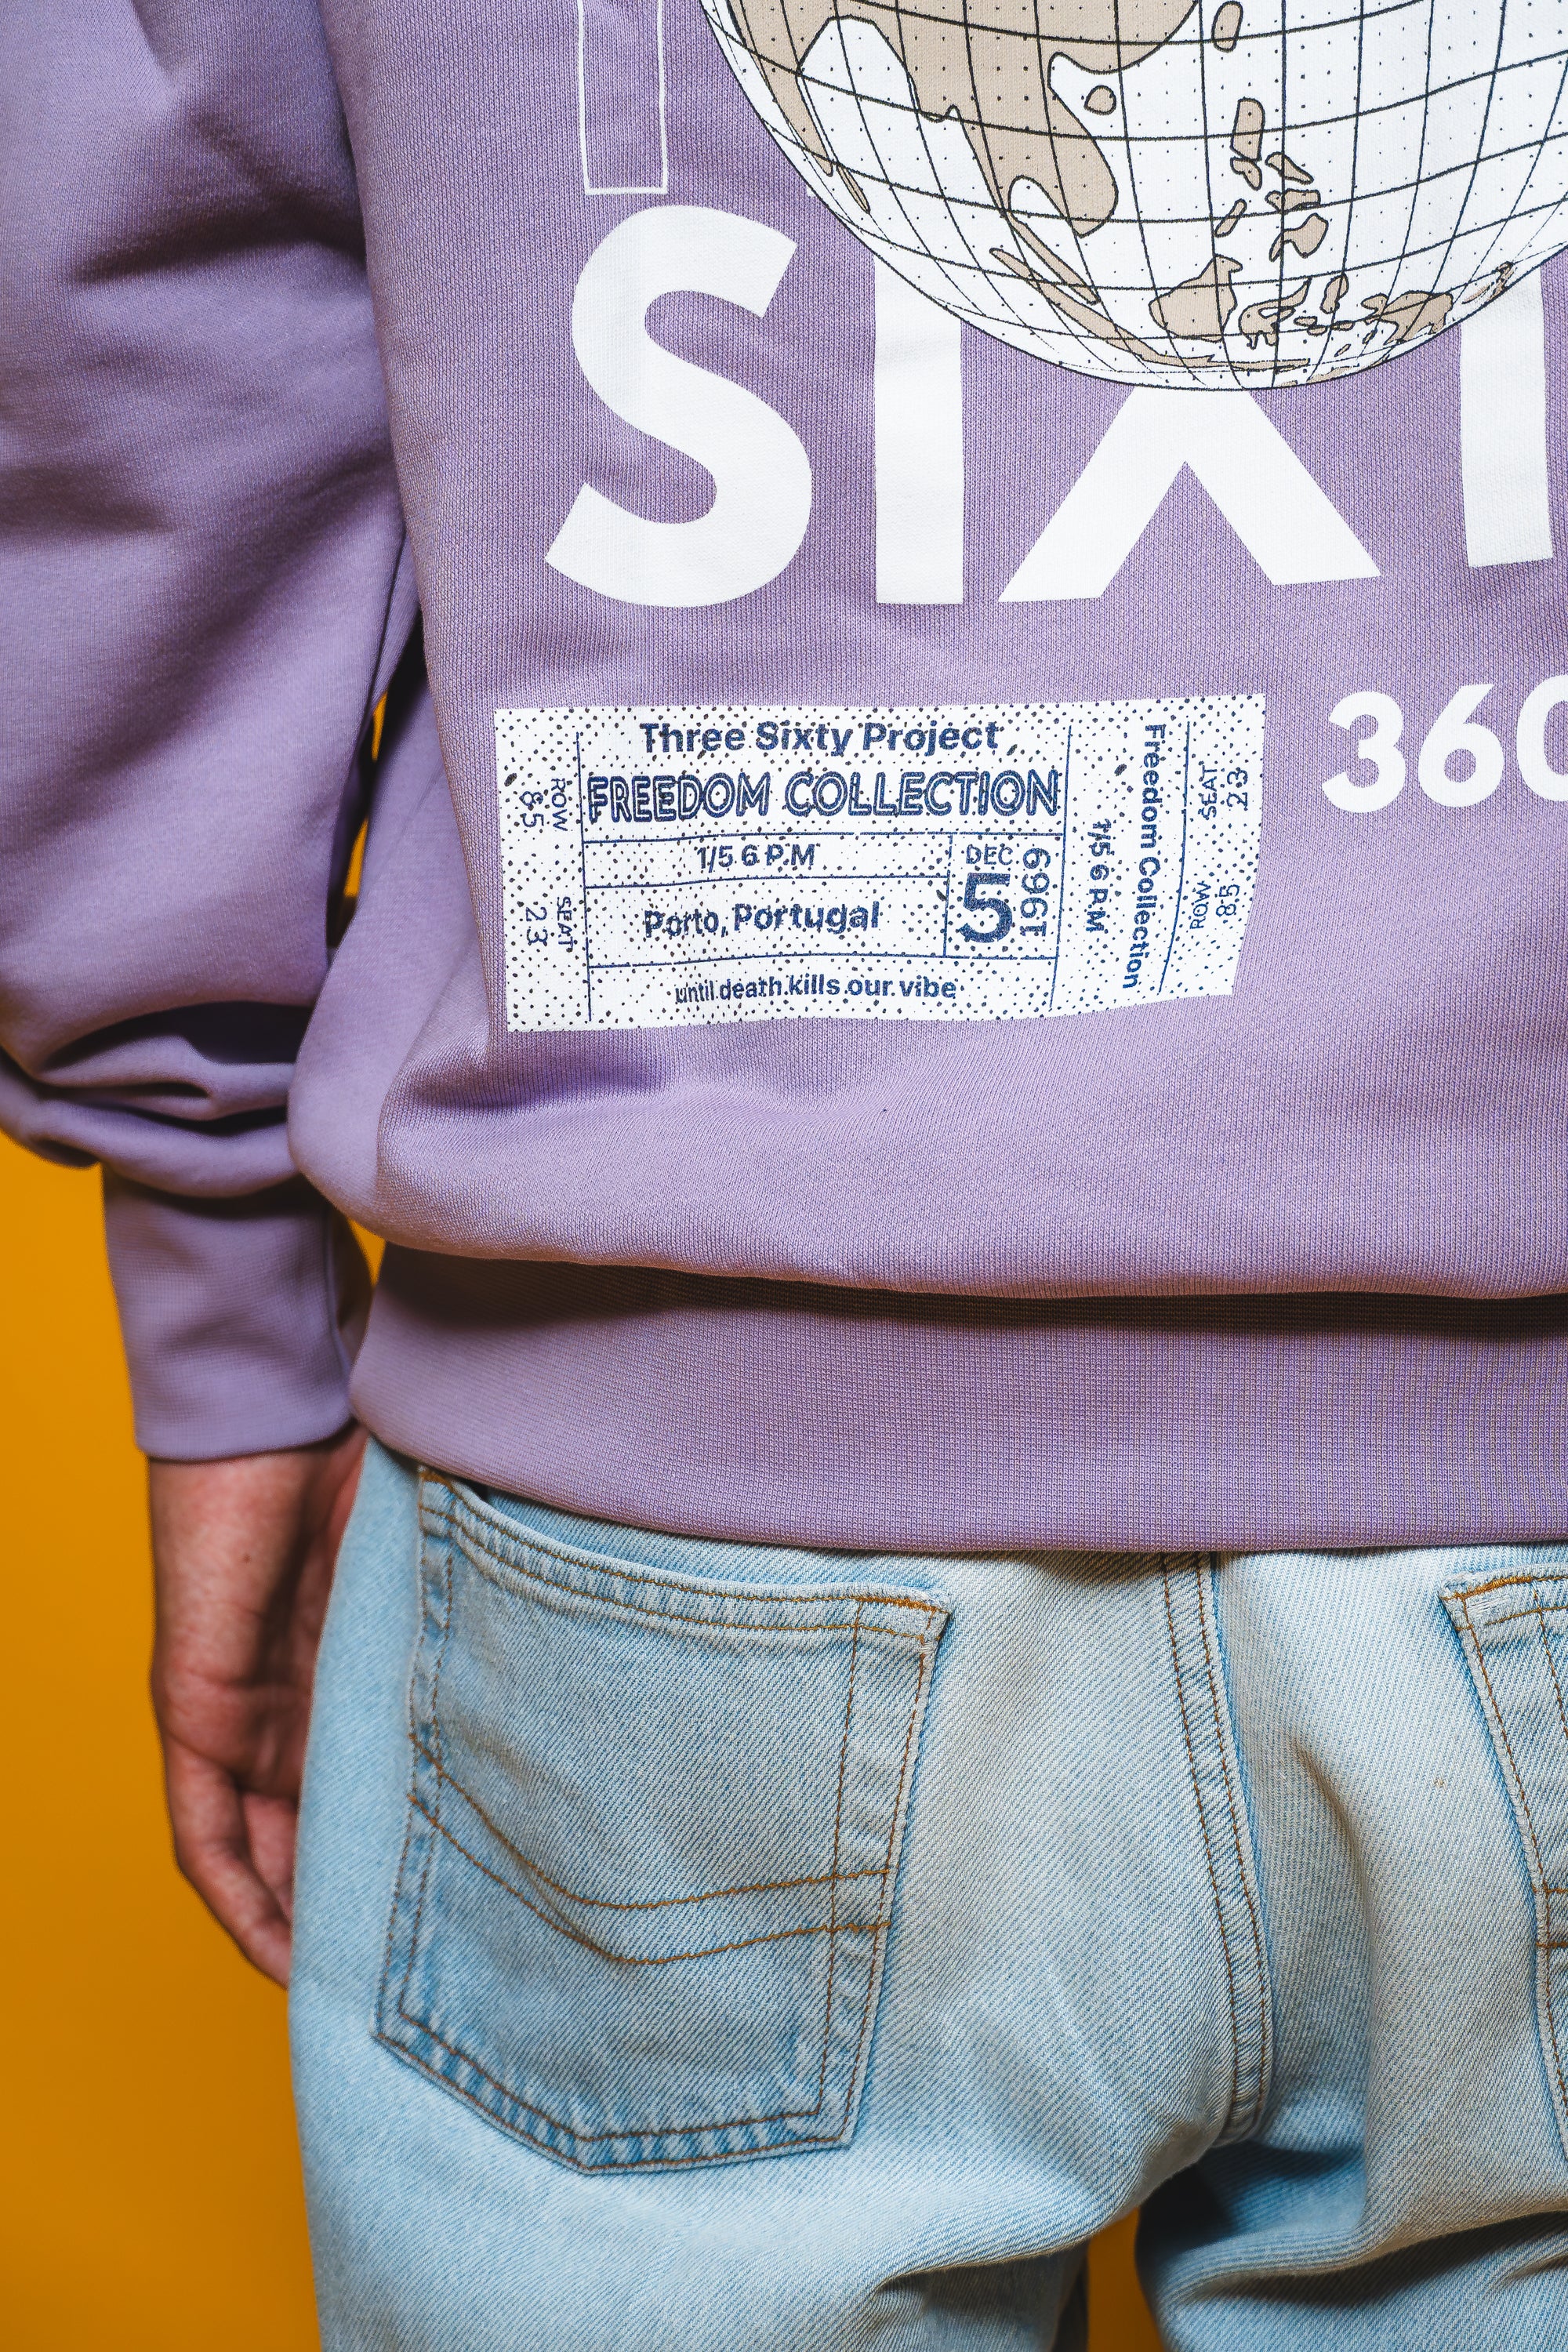 SIXT
360
Three Sixty Project
FREEDOM COLLECTION
1/5 6 P.M
DEC
5
1969
Porto, Portugal
until death kills our vibe
ROW
85
SEAT
23
1/5 6 P.M
Freedom Collection
SEAT
23
ROW
85